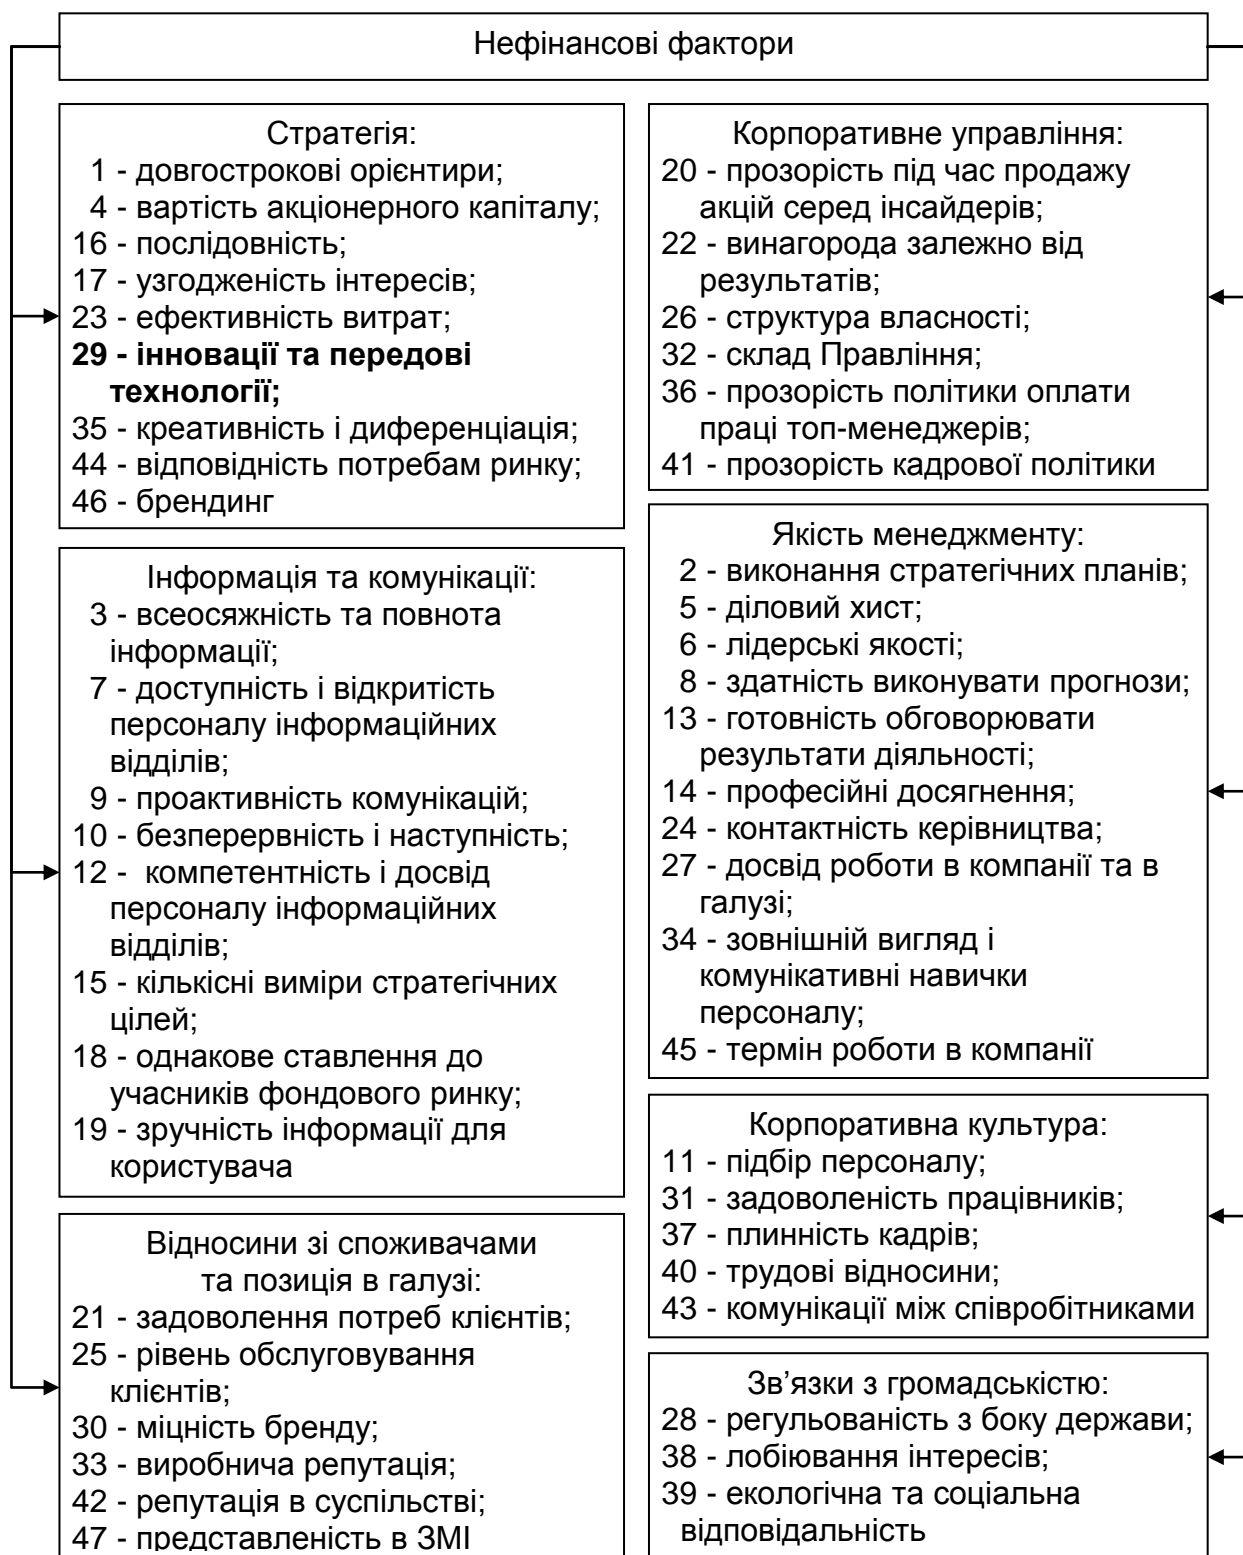 Нефінансові фактори
Стратегія:
1 - довгострокові орієнтири;
4 - вартість акціонерного капіталу;
16 - послідовність;
17 - узгодженість інтересів;
23 - ефективність витрат;
29 - інновації та передові
технології;
35 - креативність і диференціація;
44 - відповідність потребам ринку;
46 - брендинг
Інформація та комунікації:
3 - всеосяжність та повнота
інформації;
7 - доступність і відкритість
персоналу інформаційних
відділів;
9 - проактивність комунікацій;
10 - безперервність і наступність;
12 - компетентність і досвід
персоналу інформаційних
відділів;
15 - кількісні виміри стратегічних
цілей;
18 - однакове ставлення до
учасників фондового ринку;
19 - зручність інформації для
користувача
Відносини зі споживачами
та позиція в галузі:
21 - задоволення потреб клієнтів;
25 - рівень обслуговування
клієнтів;
30 - міцність бренду;
33 - виробнича репутація;
42 - репутація в суспільстві;
47 - представленість в ЗМІ
Корпоративне управління:
20 - прозорість під час продажу
акцій серед інсайдерів;
22 - винагорода залежно від
результатів;
26 - структура власності;
32 - склад Правління;
36 - прозорість політики оплати
праці топ-менеджерів;
41 - прозорість кадрової політики
Якість менеджменту:
2 - виконання стратегічних планів;
5 - діловий хист;
6 - лідерські якості;
8 - здатність виконувати прогнози;
13 - готовність обговорювати
результати діяльності;
14 - професійні досягнення;
24 - контактність керівництва;
27 - досвід роботи в компанії та в
галузі;
34 - зовнішній вигляд і
комунікативні навички
персоналу;
45 - термін роботи в компанії
Корпоративна культура:
11 - підбір персоналу;
31 - задоволеність працівників;
37 - плинність кадрів;
40 - трудові відносини;
43 - комунікації між співробітниками
Зв’язки з громадськістю:
28 - регульованість з боку держави;
38 - лобіювання інтересів;
39 - екологічна та соціальна
відповідальність